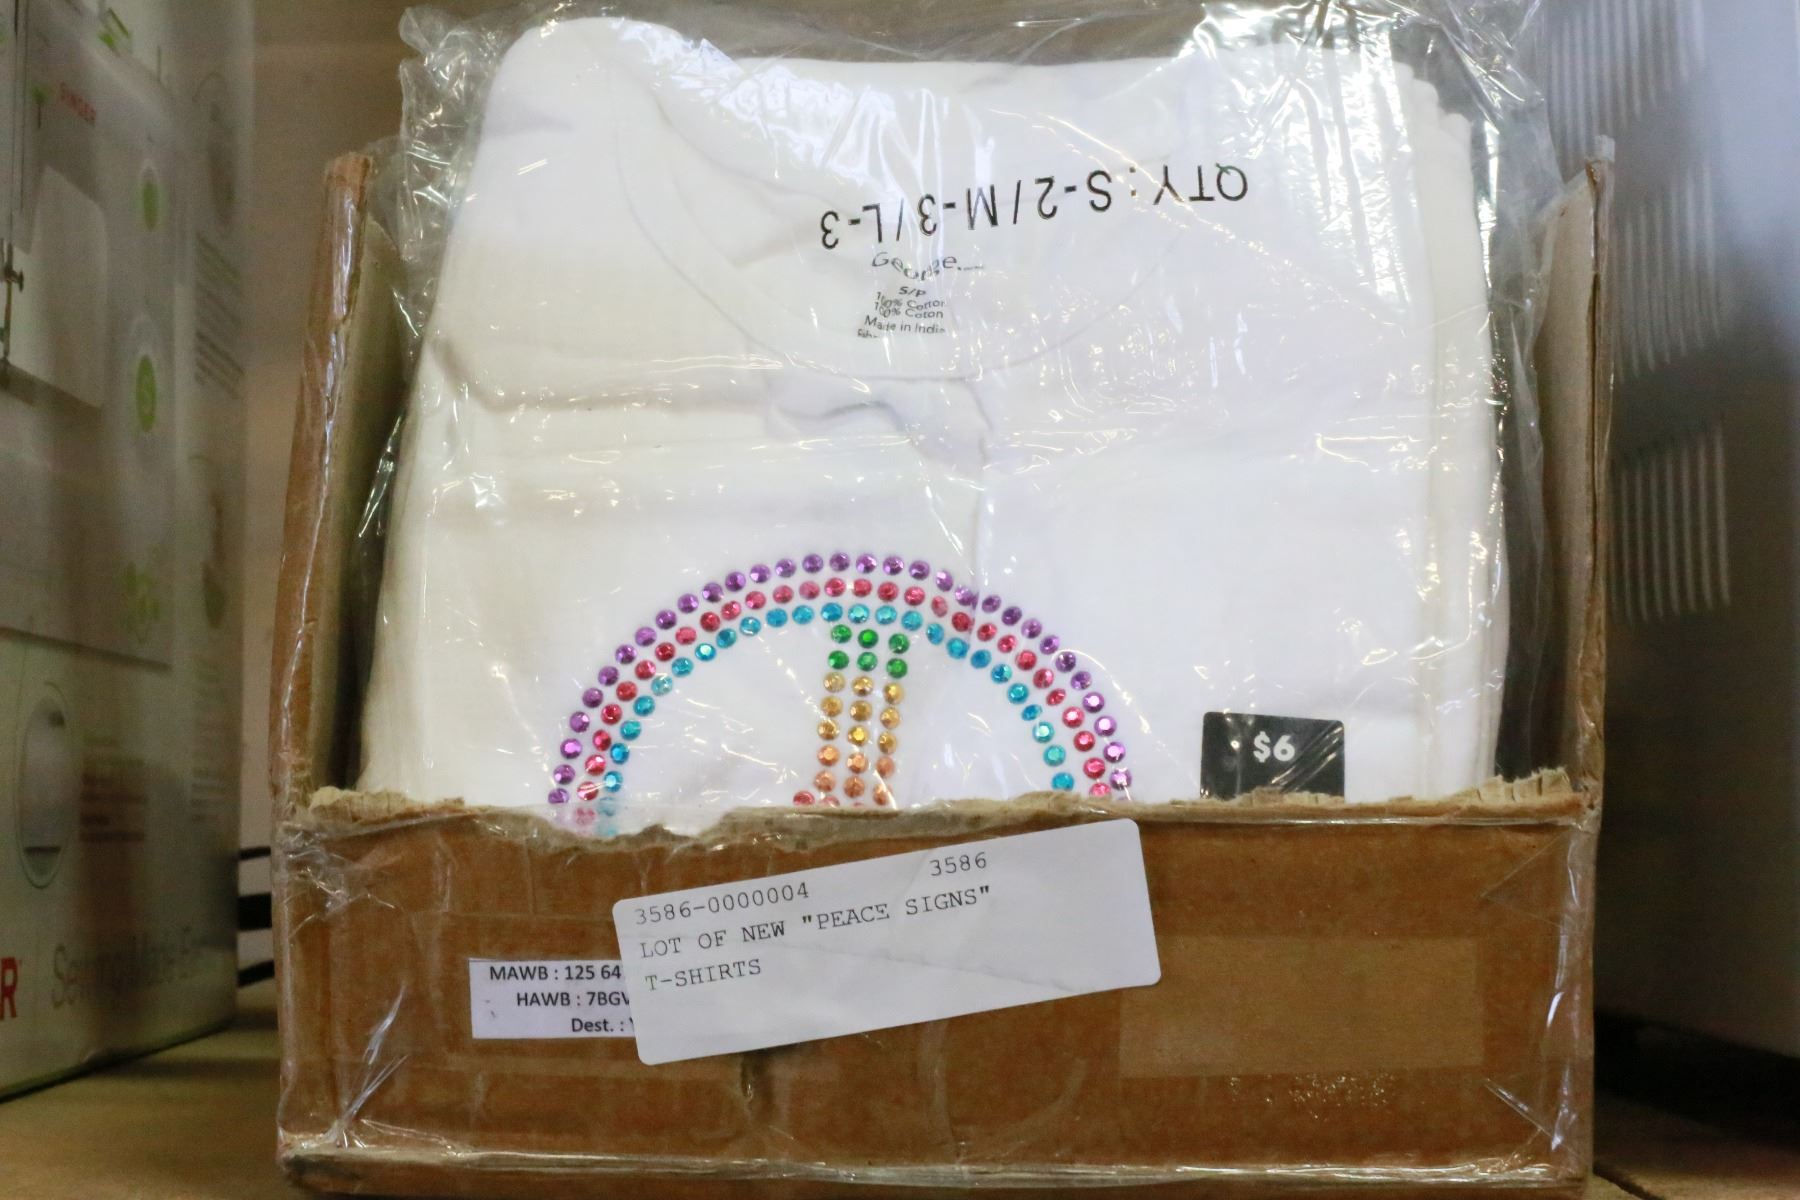 SINGER
QTY : S-2 / M-3 / L-3
George
S/P
100% Cotton
100% Coton
Made in India
$6
3586-0000004 3586
LOT OF NEW "PEACE SIGNS"
T-SHIRTS
MAWB : 125 64
HAWB : 7BGV
Dest. :